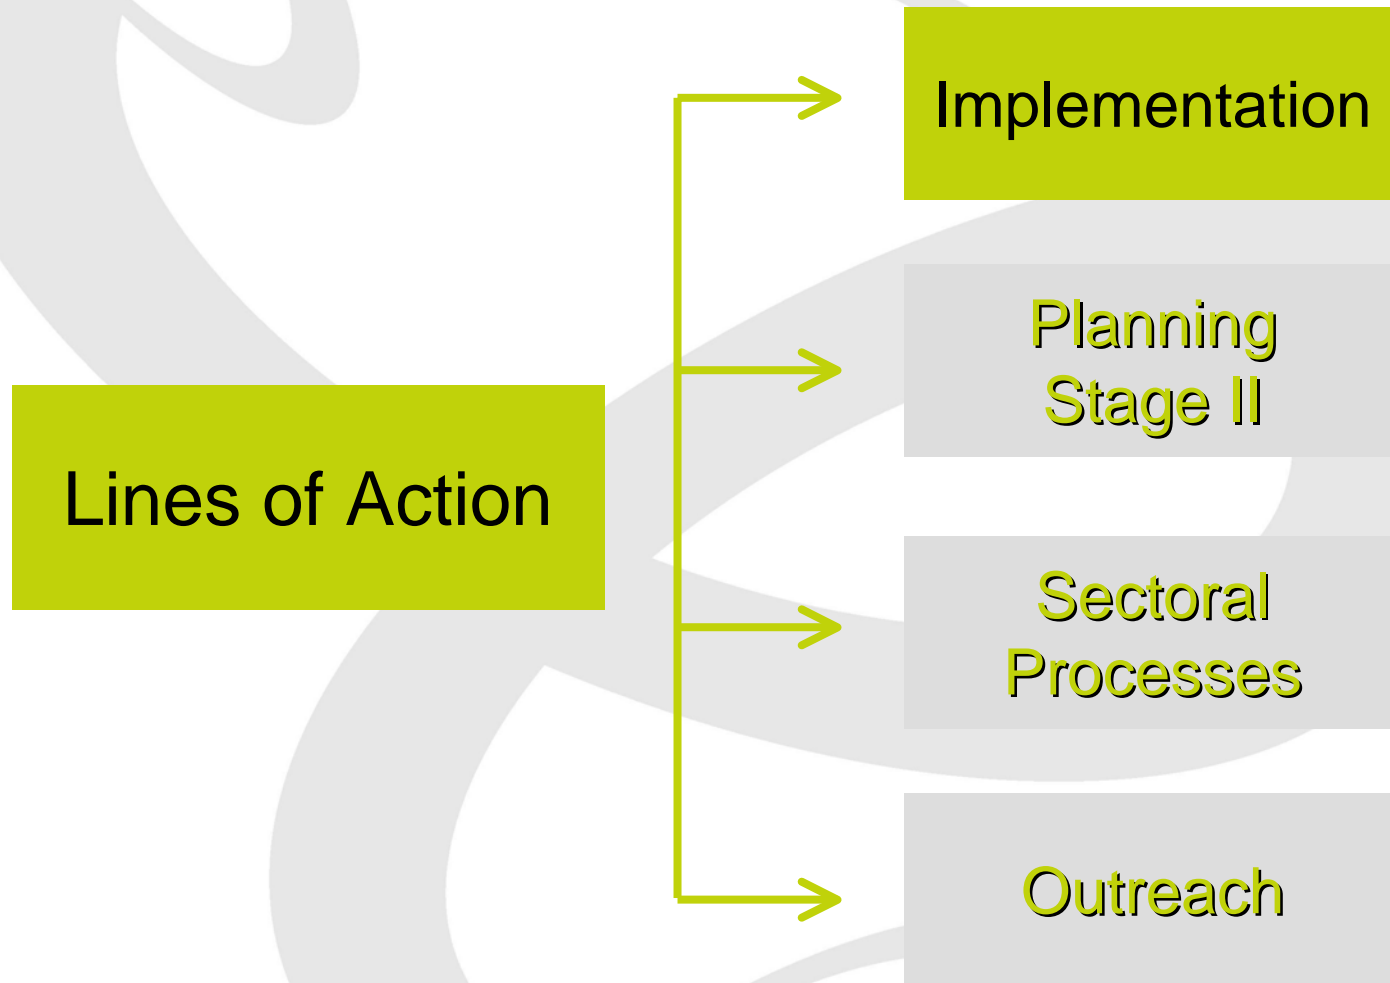 Lines of Action
Implementation
Planning
Stage II
Sectoral
Processes
Outreach